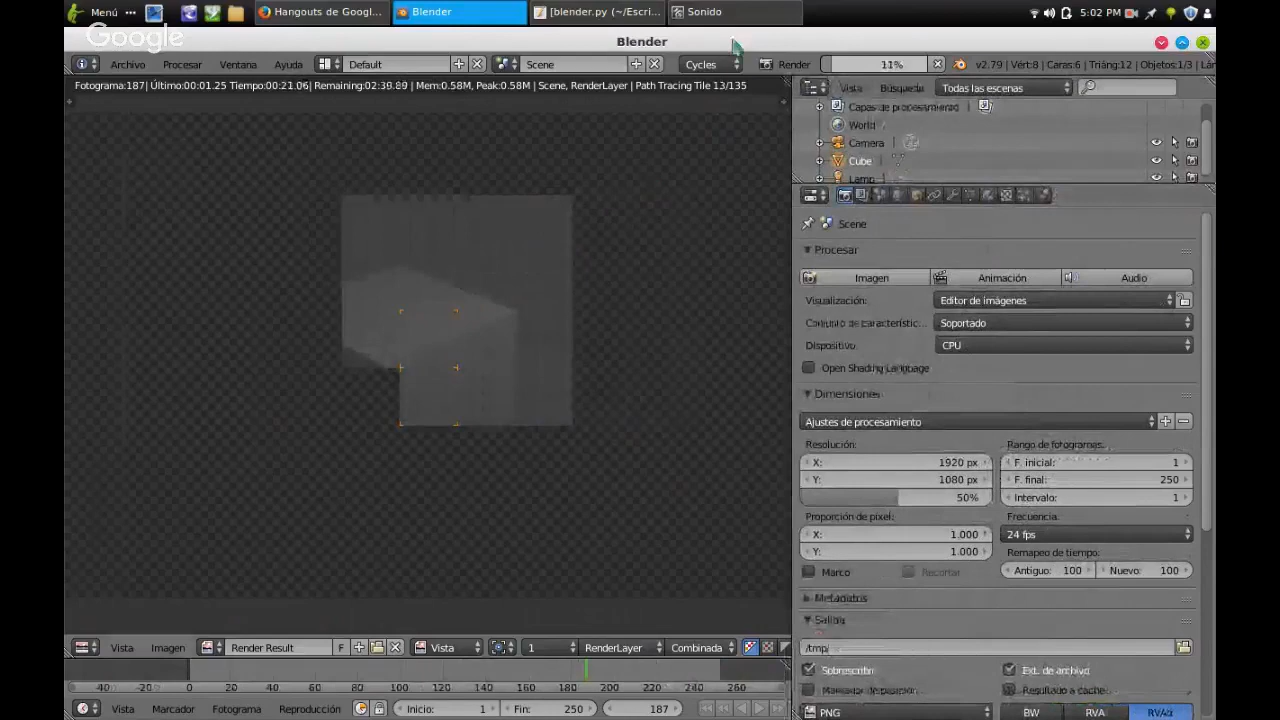 Menú
Hangouts de Googl...
Blender
[blender.py (~/Escri...
Sonido
5:02 PM
Google
Blender
Archivo Procesar Ventana Ayuda
Default
Scene
Cycles
Render
11%
v2.79 | Vért:8 | Caras:6 | Triáng:12 | Objetos:1/3 |
Fotograma:187| Último:00:01.25 Tiempo:00:21.06| Remaining:02:39.89 | Mem:0.58M, Peak:0.58M | Scene, RenderLayer | Path Tracing Tile 13/135
Vista Búsqueda Todas las escenas
Capas de procesamiento
World
Camera
Cube
Lamp
Scene
Procesar
Imagen Animación Audio
Visualización: Editor de imágenes
Conjunto de característic... Soportado
Dispositivo: CPU
Open Shading Language
Dimensiones
Ajustes de procesamiento
Resolución: Rango de fotogramas:
X: 1920 px F. inicial: 1
Y: 1080 px F. final: 250
50% Intervalo: 1
Proporción de pixel: Frecuencia:
X: 1.000 24 fps
Y: 1.000 Remapeo de tiempo:
Marco Recortar Antiguo: 100 Nuevo: 100
Metadatos
Salida
/tmp
Sobrescribir Ext. de archivo
Resultado a cache
PNG BW RVA RVAα
Vista Imagen Render Result F Vista 1 RenderLayer Combinada
-40 -20 0 20 40 60 80 100 120 140 160 180 200 220 240 260
Vista Marcador Fotograma Reproducción Inicio: 1 Fin: 250 187